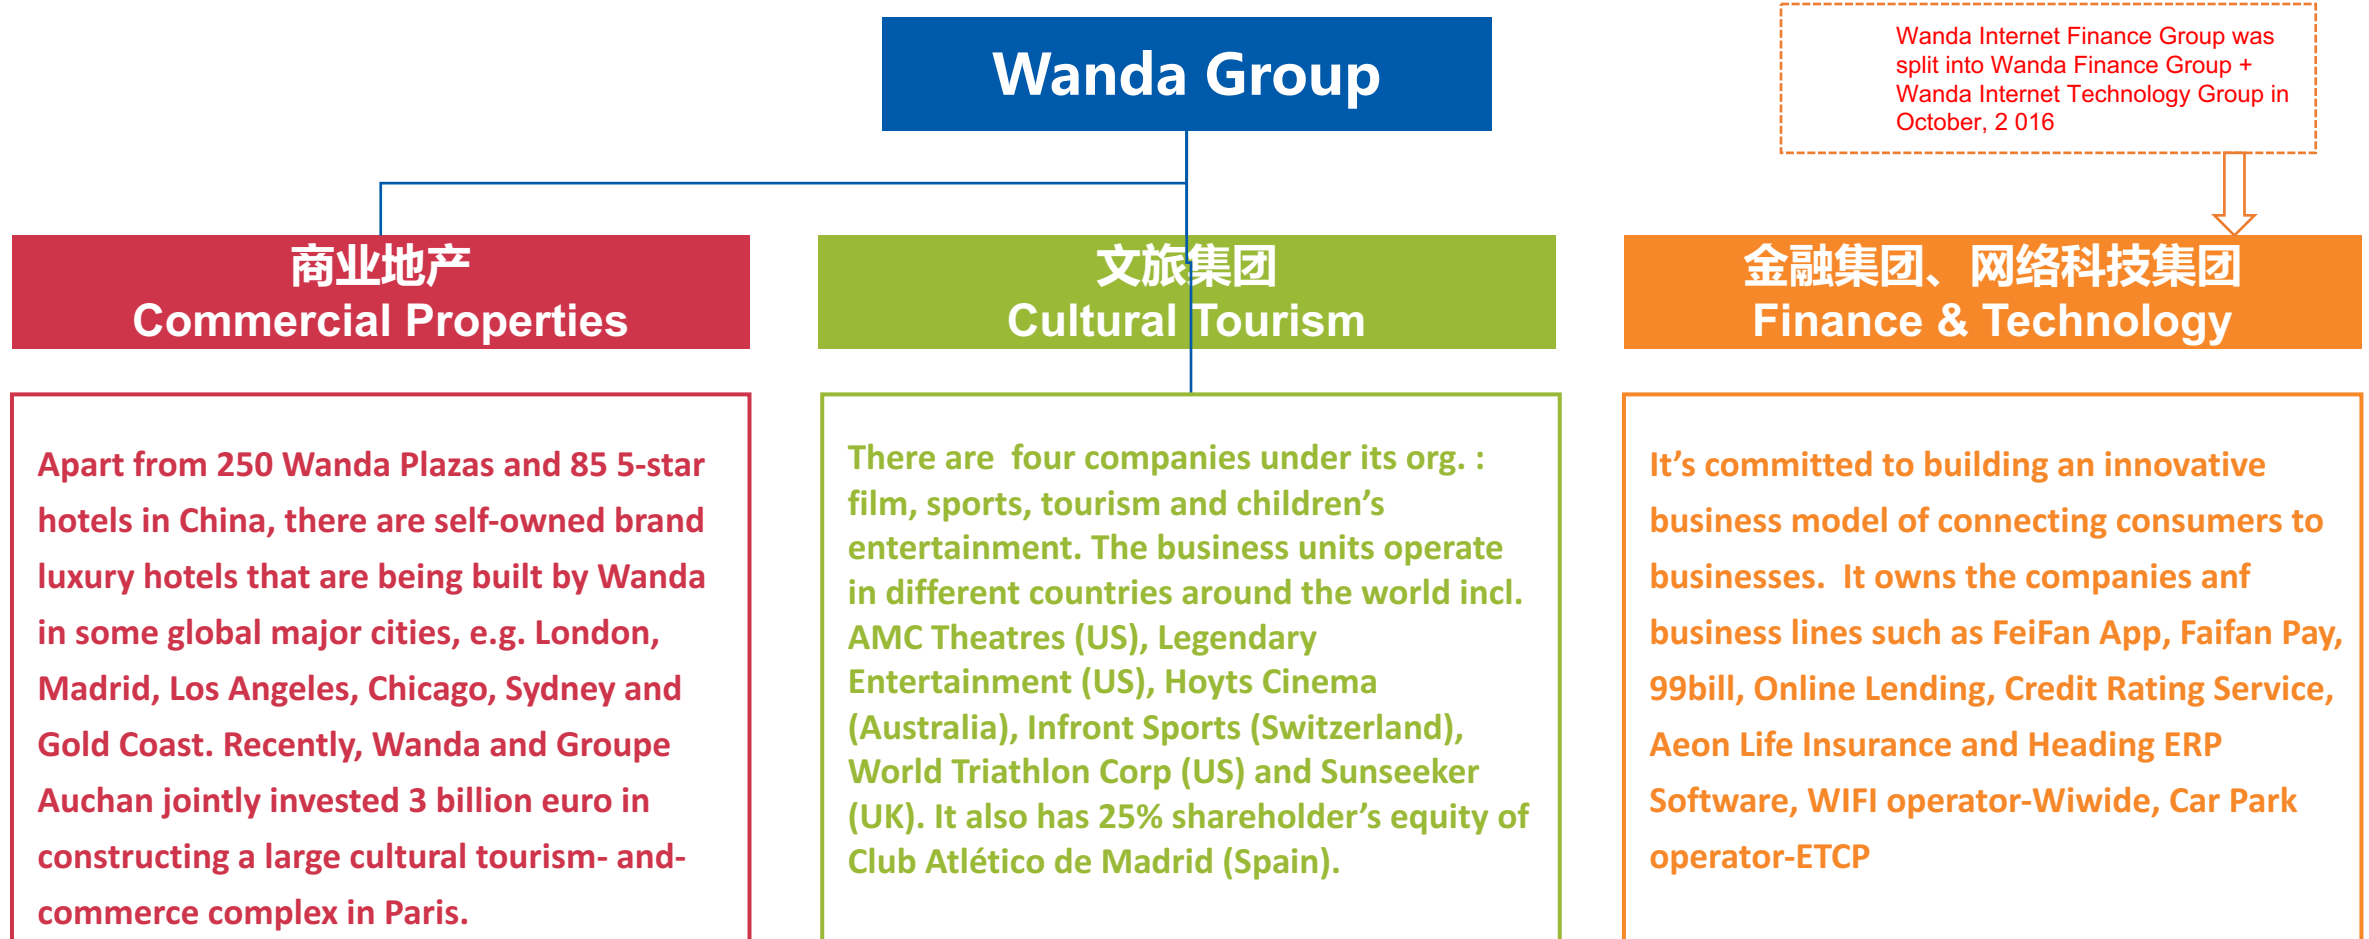 Wanda Group
Wanda Internet Finance Group was
split into Wanda Finance Group +
Wanda Internet Technology Group in
October, 2 016
商业地产
Commercial Properties
文旅集团
Cultural Tourism
金融集团、网络科技集团
Finance & Technology
Apart from 250 Wanda Plazas and 85 5-star
hotels in China, there are self-owned brand
luxury hotels that are being built by Wanda
in some global major cities, e.g. London,
Madrid, Los Angeles, Chicago, Sydney and
Gold Coast. Recently, Wanda and Groupe
Auchan jointly invested 3 billion euro in
constructing a large cultural tourism- and-
commerce complex in Paris.
There are  four companies under its org. :
film, sports, tourism and children’s
entertainment. The business units operate
in different countries around the world incl.
AMC Theatres (US), Legendary
Entertainment (US), Hoyts Cinema
(Australia), Infront Sports (Switzerland),
World Triathlon Corp (US) and Sunseeker
(UK). It also has 25% shareholder’s equity of
Club Atlético de Madrid (Spain).
It’s committed to building an innovative
business model of connecting consumers to
businesses.  It owns the companies anf
business lines such as FeiFan App, Faifan Pay,
99bill, Online Lending, Credit Rating Service,
Aeon Life Insurance and Heading ERP
Software, WIFI operator-Wiwide, Car Park
operator-ETCP